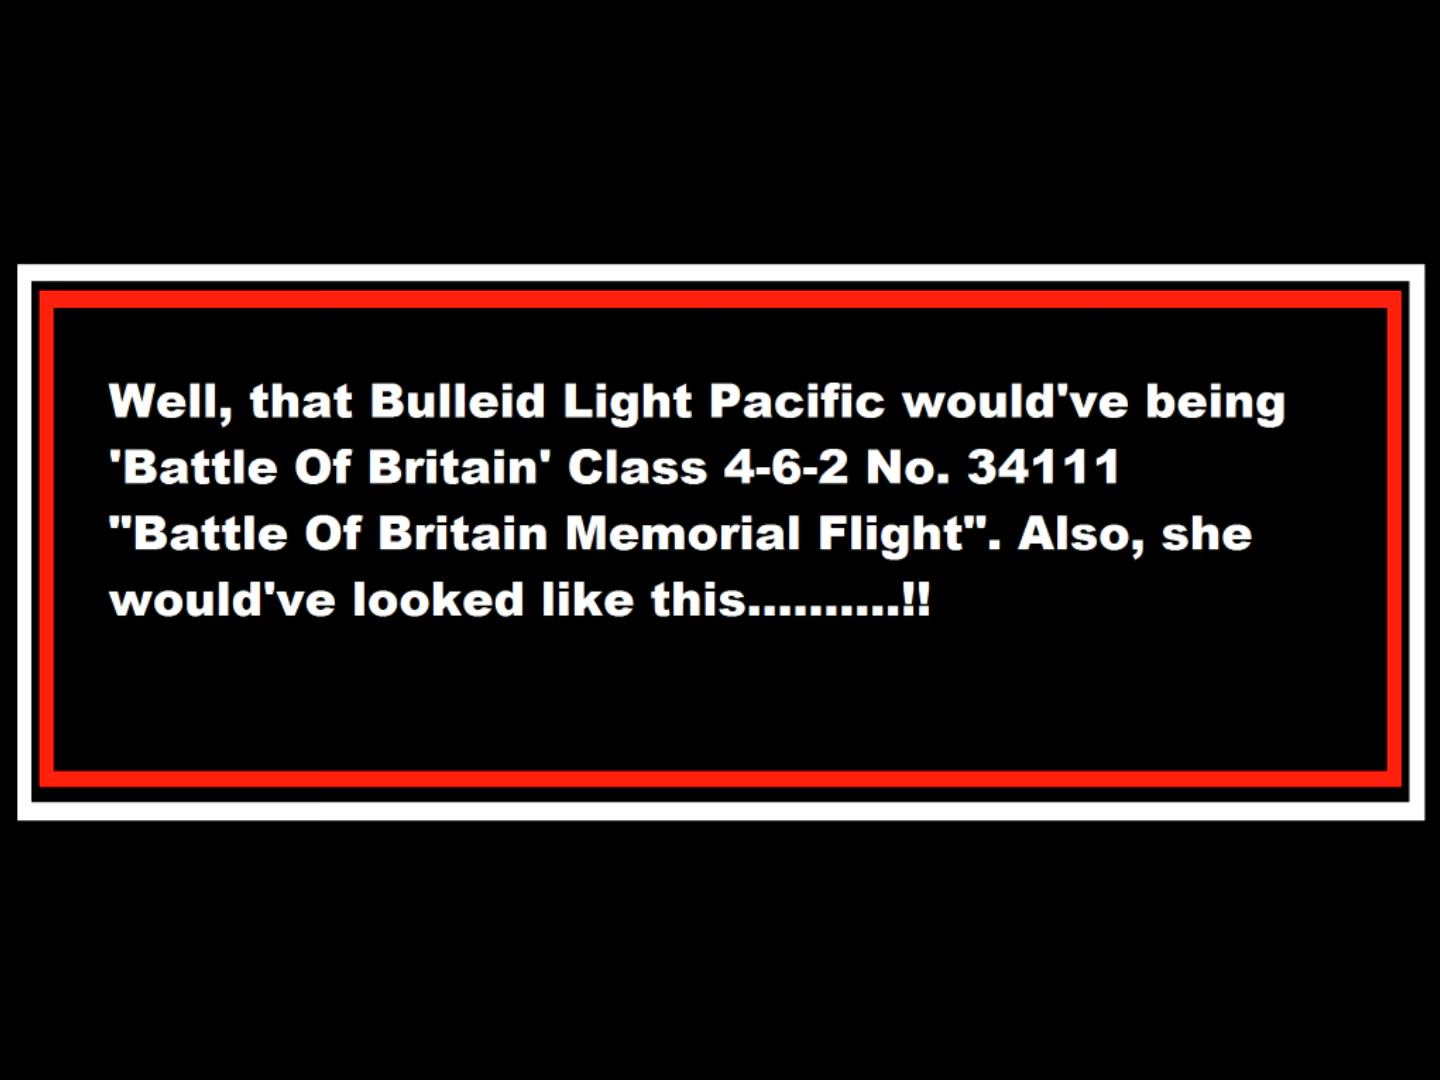 Well, that Bulleid Light Pacific would've being
'Battle Of Britain' Class 4-6-2 No. 34111
"Battle Of Britain Memorial Flight". Also, she
would've looked like this..........!!